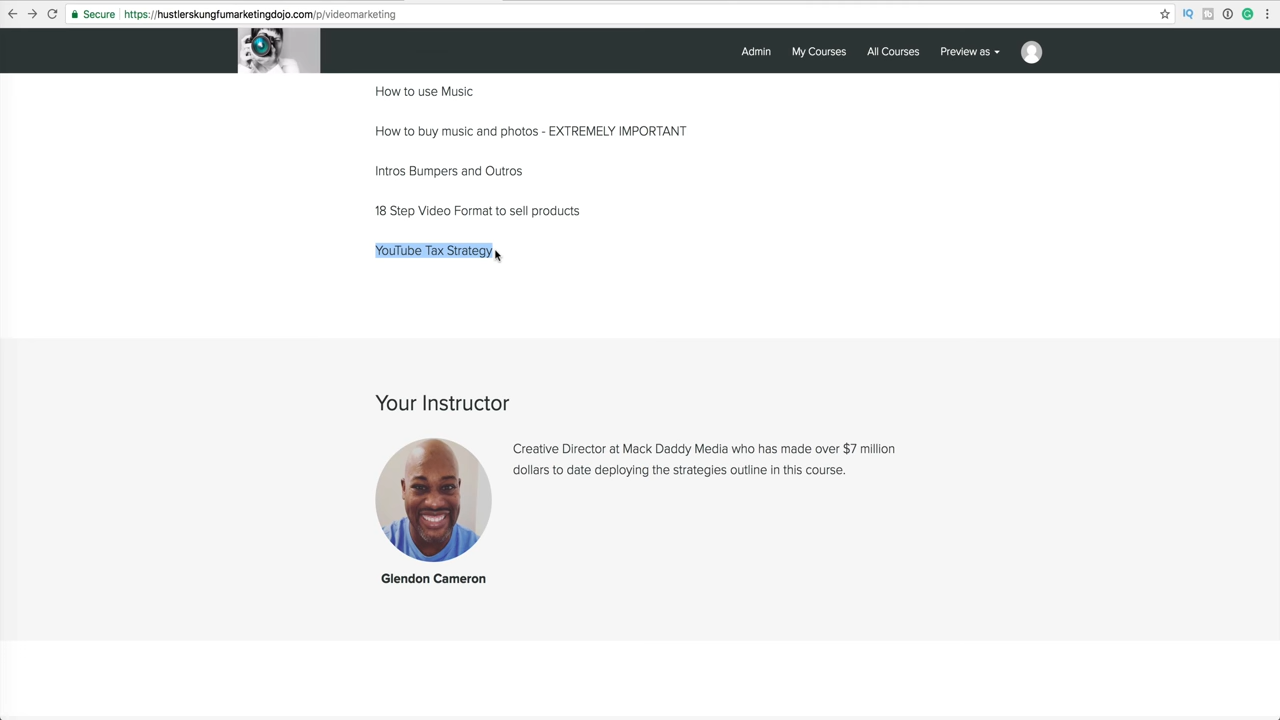 Secure https://hustlerskungfumarketingdojo.com/p/videomarketing
Admin My Courses All Courses Preview as
How to use Music
How to buy music and photos - EXTREMELY IMPORTANT
Intros Bumpers and Outros
18 Step Video Format to sell products
YouTube Tax Strategy
Your Instructor
Creative Director at Mack Daddy Media who has made over $7 million
dollars to date deploying the strategies outline in this course.
Glendon Cameron